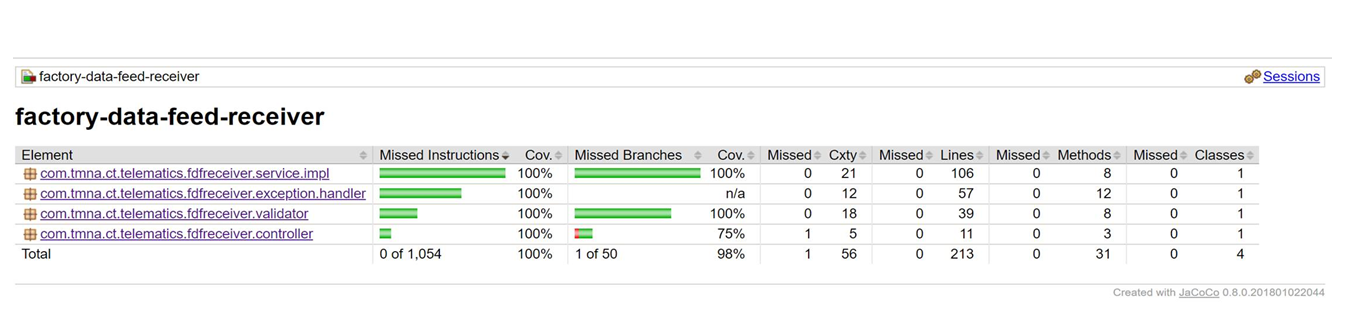 factory-data-feed-receiver Sessions
factory-data-feed-receiver
Element Missed Instructions Cov. Missed Branches Cov. Missed Cxty Missed Lines Missed Methods Missed Classes
com.tmna.ct.telematics.fdfreceiver.service.impl 100% 100% 0 21 0 106 0 8 0 1
com.tmna.ct.telematics.fdfreceiver.exception.handler 100% n/a 0 12 0 57 0 12 0 1
com.tmna.ct.telematics.fdfreceiver.validator 100% 100% 0 18 0 39 0 8 0 1
com.tmna.ct.telematics.fdfreceiver.controller 100% 75% 1 5 0 11 0 3 0 1
Total 0 of 1,054 100% 1 of 50 98% 1 56 0 213 0 31 0 4
Created with JaCoCo 0.8.0.201801022044